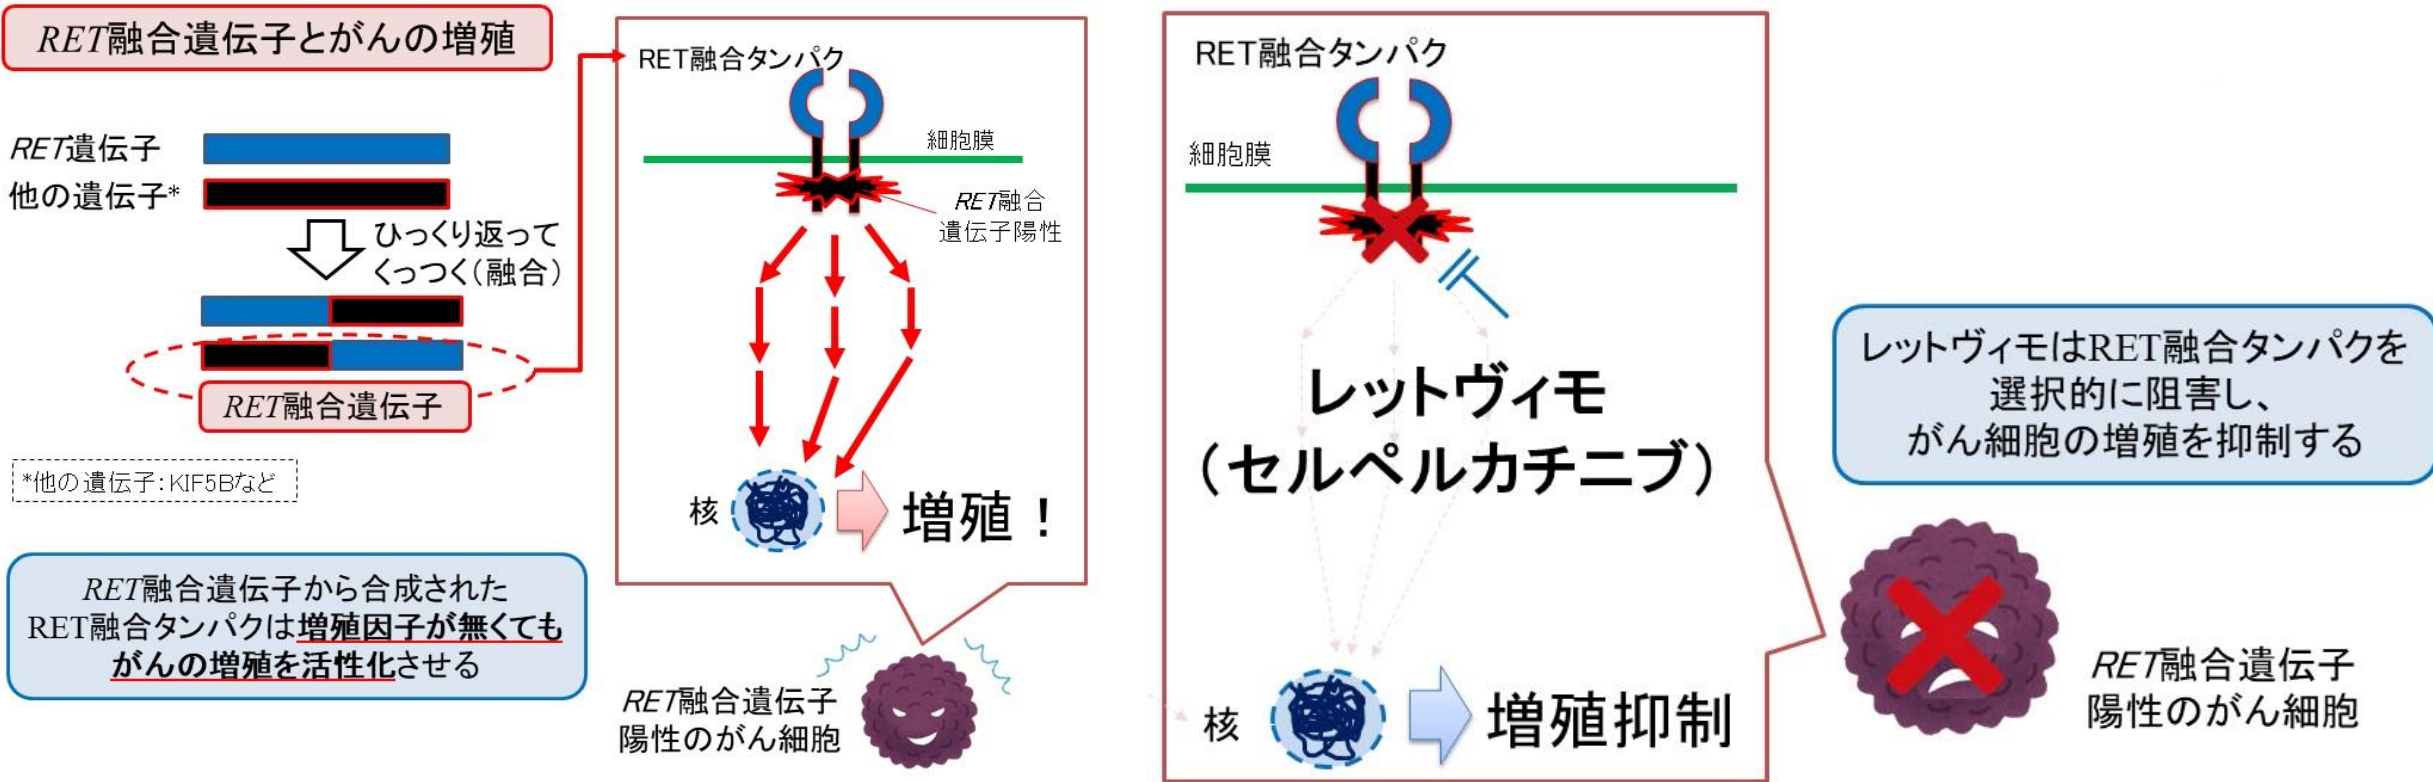 RET融合遺伝子とがんの増殖
RET遺伝子
他の遺伝子*
ひっくり返って
くっつく(融合)
RET融合遺伝子
*他の遺伝子:KIF5Bなど
RET融合遺伝子から合成された
RET融合タンパクは増殖因子が無くても
がんの増殖を活性化させる
RET融合タンパク
細胞膜
RET融合
遺伝子陽性
核
増殖!
RET融合遺伝子
陽性のがん細胞
RET融合タンパク
細胞膜
レットヴィモ
(セルペルカチニブ)
核
増殖抑制
レットヴィモはRET融合タンパクを
選択的に阻害し、
がん細胞の増殖を抑制する
RET融合遺伝子
陽性のがん細胞